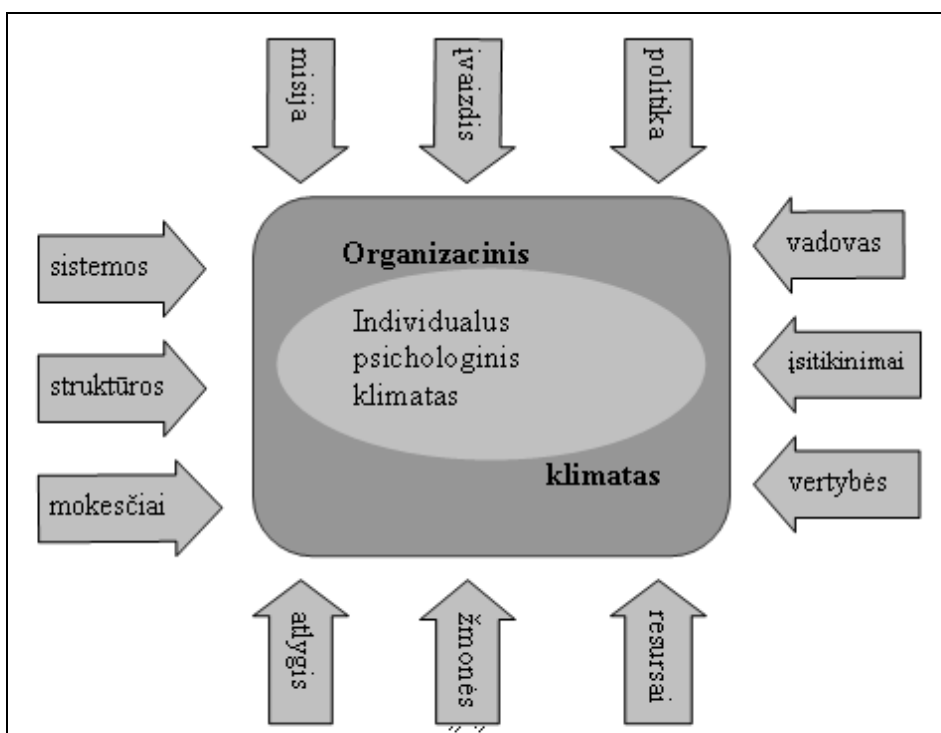 misija
įvaizdis
politika
sistemos
struktūros
mokesčiai
Organizacinis
Individualus
psichologinis
klimatas
klimatas
vadovas
įsitikinimai
vertybės
atlygis
žmonės
resursai